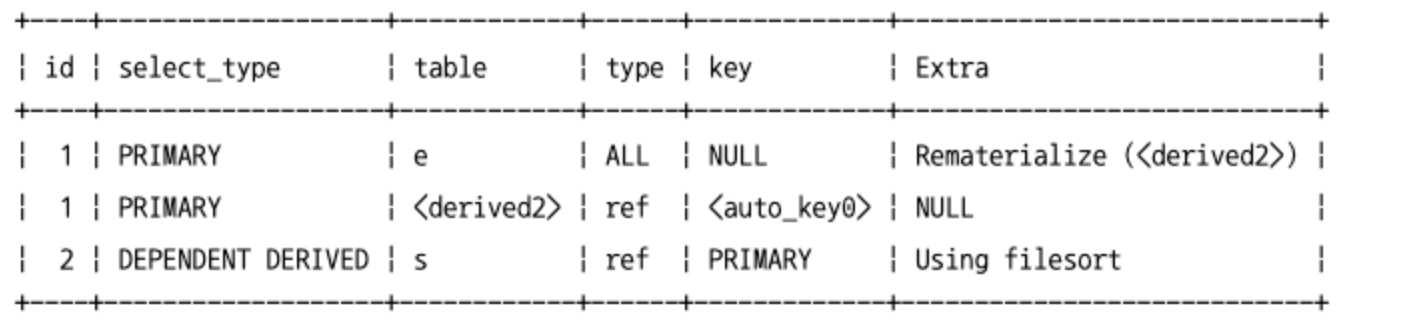 +----+-------------------+------------+------+-------------+------------------------------+
¦ id ¦ select_type       ¦ table      ¦ type ¦ key         ¦ Extra                        ¦
+----+-------------------+------------+------+-------------+------------------------------+
¦  1 ¦ PRIMARY           ¦ e          ¦ ALL  ¦ NULL        ¦ Rematerialize (<derived2>) ¦
¦  1 ¦ PRIMARY           ¦ <derived2> ¦ ref  ¦ <auto_key0> ¦ NULL                         ¦
¦  2 ¦ DEPENDENT DERIVED ¦ s          ¦ ref  ¦ PRIMARY     ¦ Using filesort               ¦
+----+-------------------+------------+------+-------------+------------------------------+